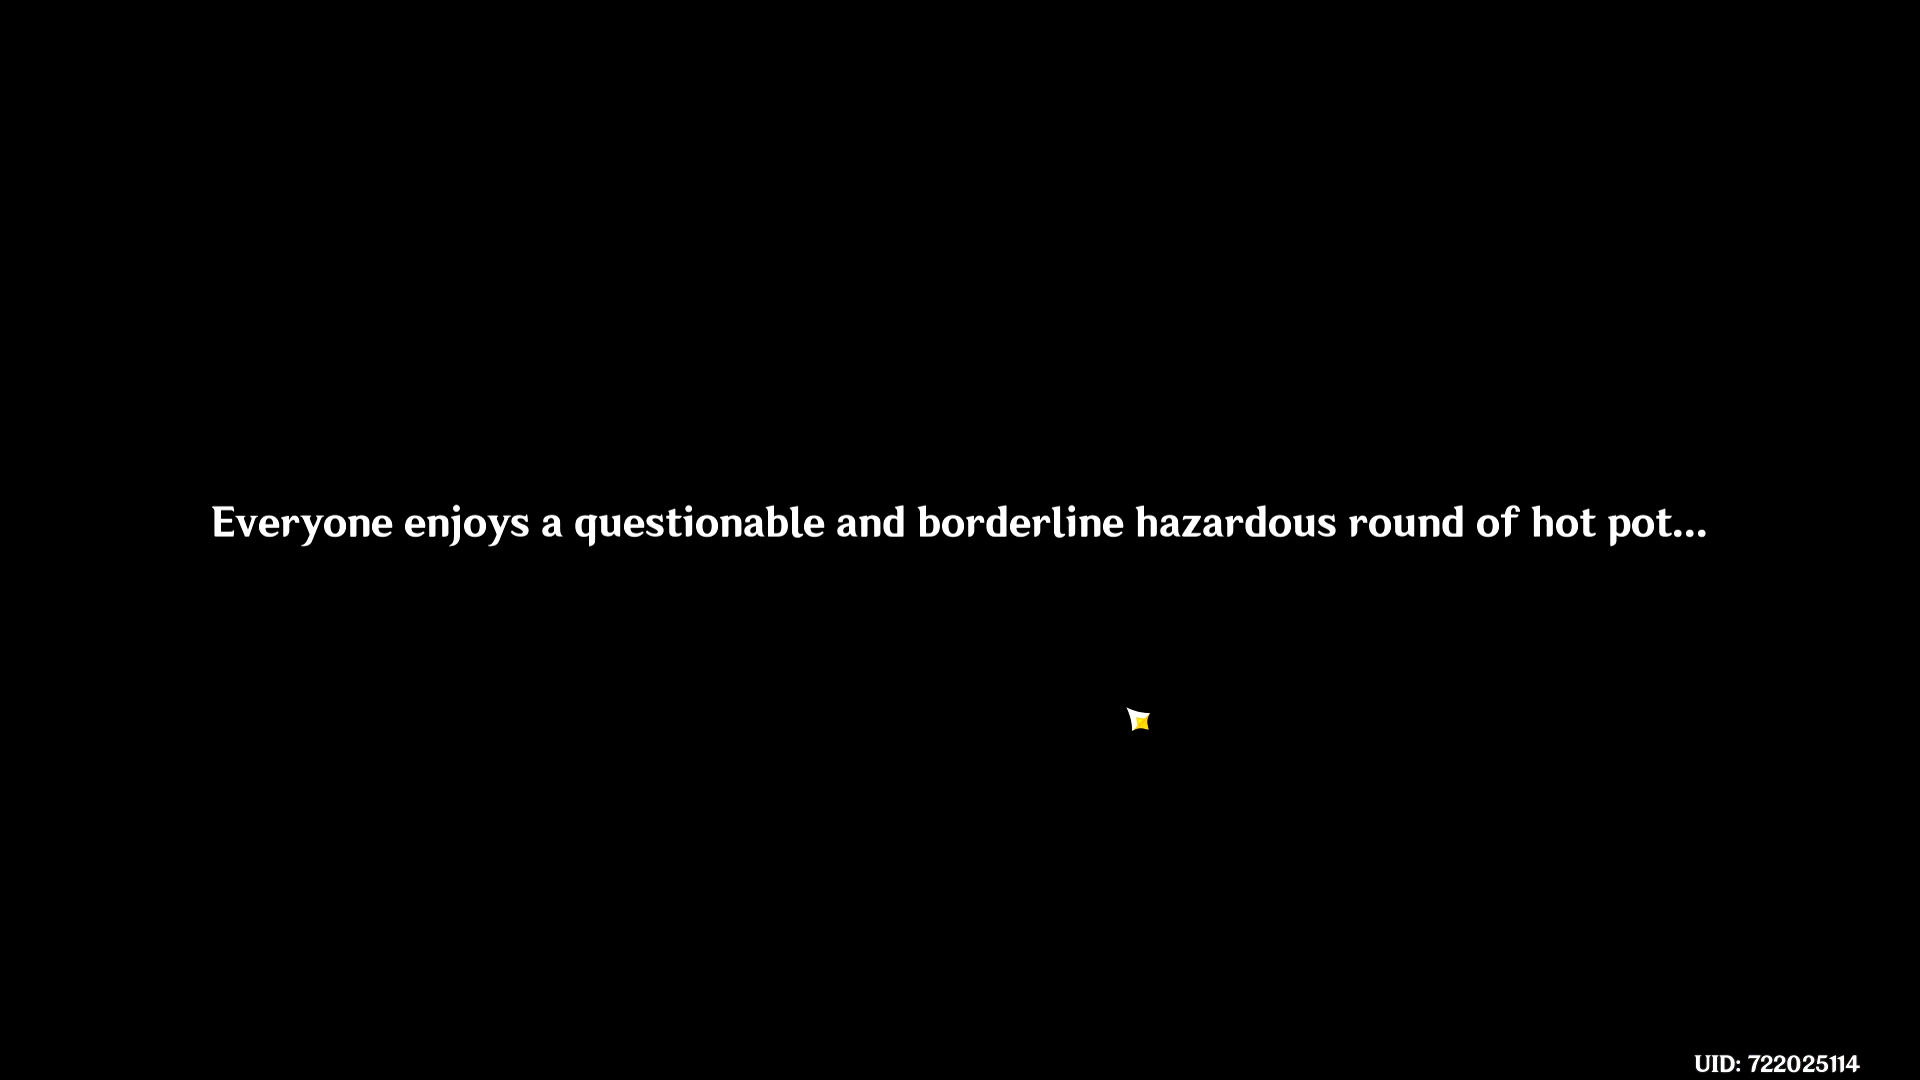 Everyone enjoys a questionable and borderline hazardous round of hot pot...
UID: 722025114